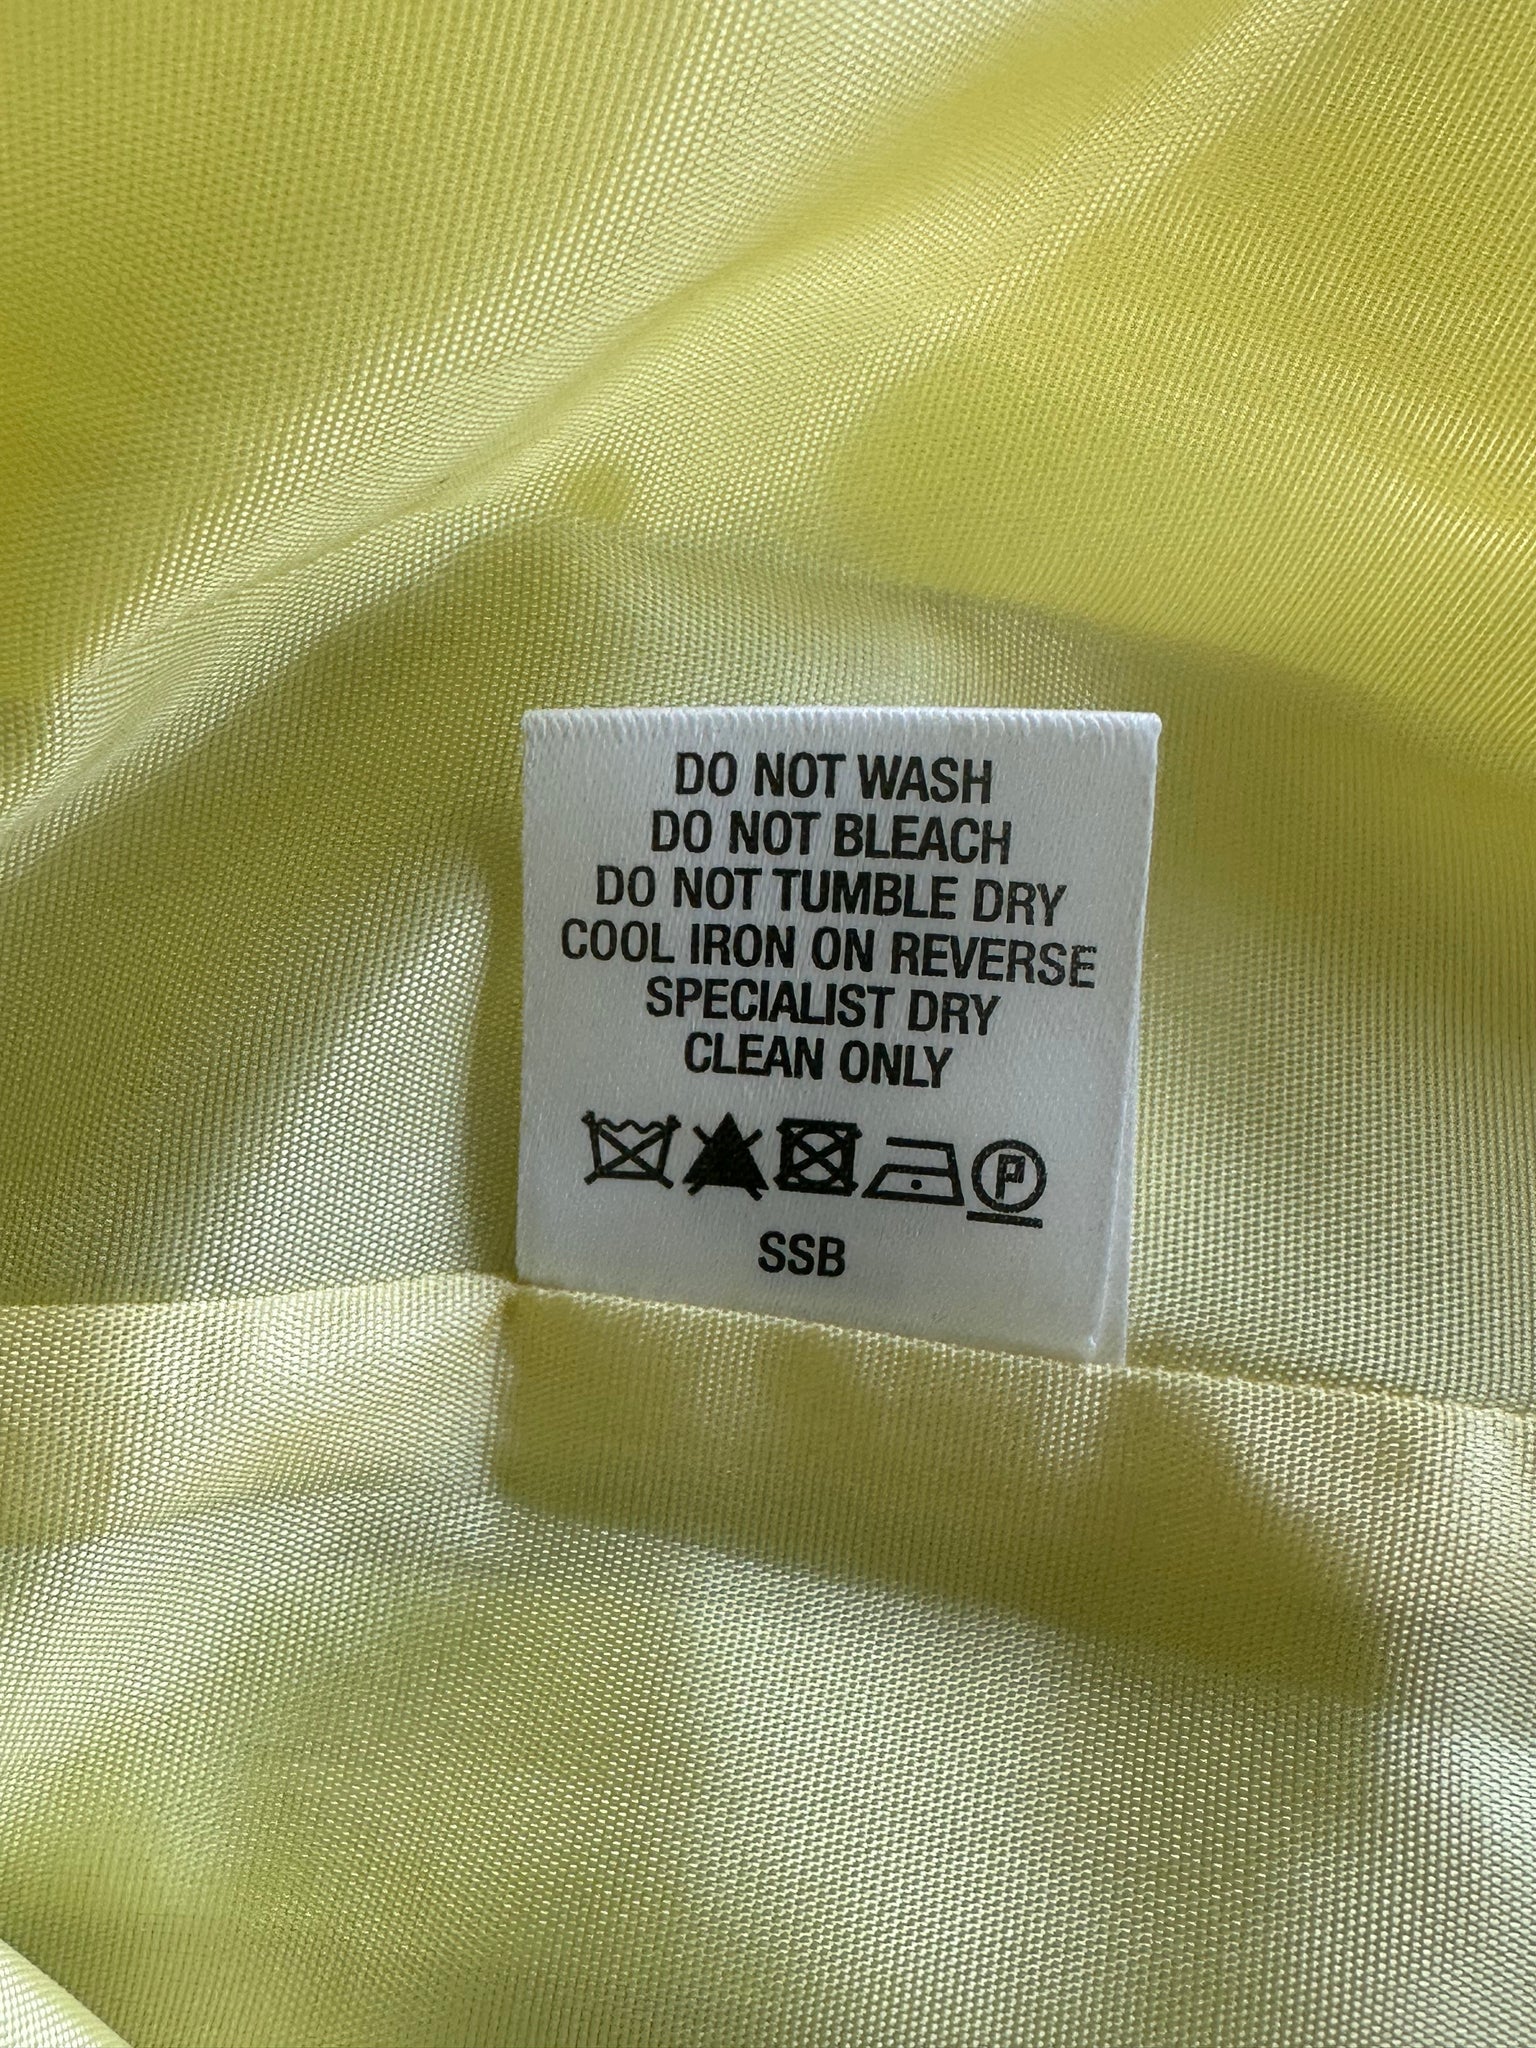 DO NOT WASH
DO NOT BLEACH
DO NOT TUMBLE DRY
COOL IRON ON REVERSE
SPECIALIST DRY
CLEAN ONLY
P
SSB